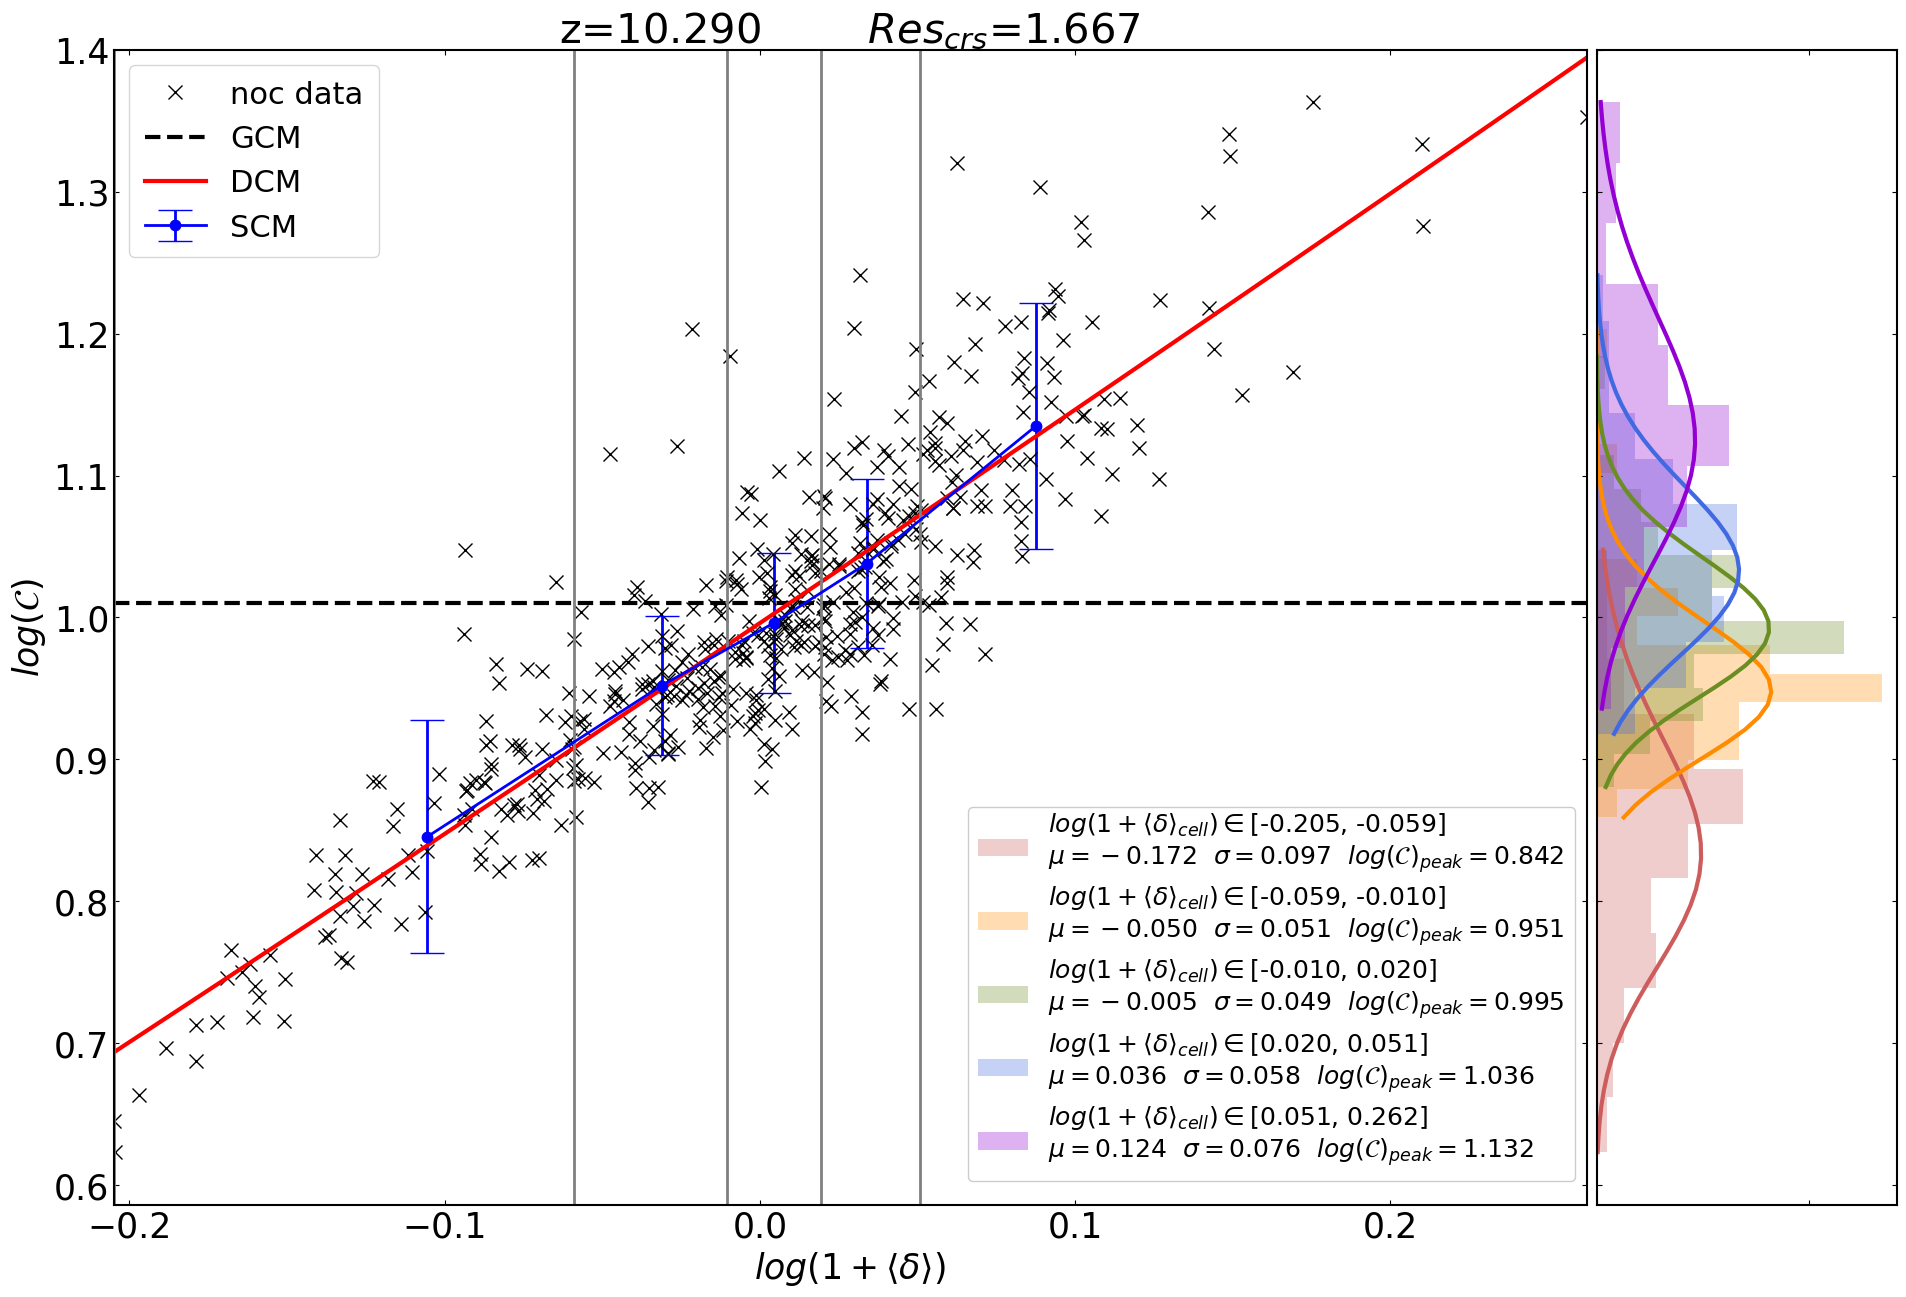 z=10.290 Res_crs=1.667
1.4
1.3
1.2
1.1
1.0
0.9
0.8
0.7
0.6
log(𝒞)
noc data
GCM
DCM
SCM
log(1 + ⟨δ⟩_cell) ∈ [-0.205, -0.059]
μ = −0.172 σ = 0.097 log(𝒞)_peak = 0.842
log(1 + ⟨δ⟩_cell) ∈ [-0.059, -0.010]
μ = −0.050 σ = 0.051 log(𝒞)_peak = 0.951
log(1 + ⟨δ⟩_cell) ∈ [-0.010, 0.020]
μ = −0.005 σ = 0.049 log(𝒞)_peak = 0.995
log(1 + ⟨δ⟩_cell) ∈ [0.020, 0.051]
μ = 0.036 σ = 0.058 log(𝒞)_peak = 1.036
log(1 + ⟨δ⟩_cell) ∈ [0.051, 0.262]
μ = 0.124 σ = 0.076 log(𝒞)_peak = 1.132
−0.2 −0.1 0.0 0.1 0.2
log(1 + ⟨δ⟩)